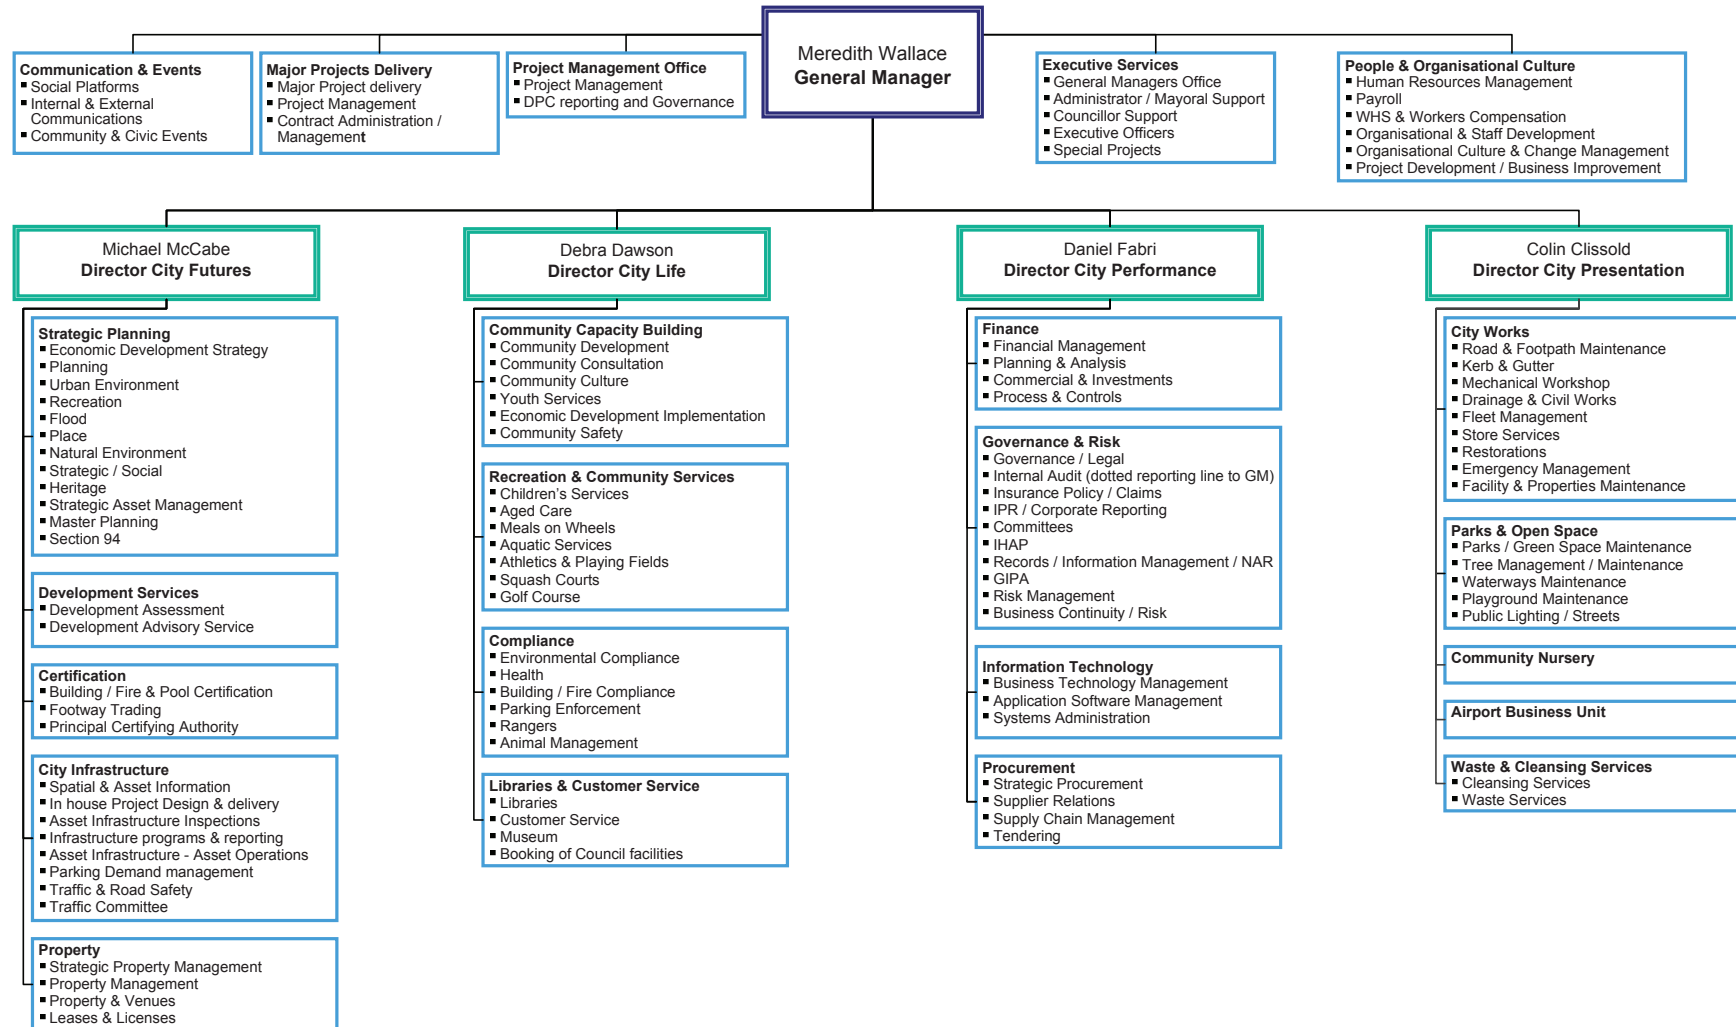 Meredith Wallace
General Manager
Communication & Events
▪ Social Platforms
▪ Internal & External
Communications
▪ Community & Civic Events
Major Projects Delivery
▪ Major Project delivery
▪ Project Management
▪ Contract Administration /
Management
Project Management Office
▪ Project Management
▪ DPC reporting and Governance
Executive Services
▪ General Managers Office
▪ Administrator / Mayoral Support
▪ Councillor Support
▪ Executive Officers
▪ Special Projects
People & Organisational Culture
▪ Human Resources Management
▪ Payroll
▪ WHS & Workers Compensation
▪ Organisational & Staff Development
▪ Organisational Culture & Change Management
▪ Project Development / Business Improvement
Michael McCabe
Director City Futures
Strategic Planning
▪ Economic Development Strategy
▪ Planning
▪ Urban Environment
▪ Recreation
▪ Flood
▪ Place
▪ Natural Environment
▪ Strategic / Social
▪ Heritage
▪ Strategic Asset Management
▪ Master Planning
▪ Section 94
Development Services
▪ Development Assessment
▪ Development Advisory Service
Certification
▪ Building / Fire & Pool Certification
▪ Footway Trading
▪ Principal Certifying Authority
City Infrastructure
▪ Spatial & Asset Information
▪ In house Project Design & delivery
▪ Asset Infrastructure Inspections
▪ Infrastructure programs & reporting
▪ Asset Infrastructure - Asset Operations
▪ Parking Demand management
▪ Traffic & Road Safety
▪ Traffic Committee
Property
▪ Strategic Property Management
▪ Property Management
▪ Property & Venues
▪ Leases & Licenses
Debra Dawson
Director City Life
Community Capacity Building
▪ Community Development
▪ Community Consultation
▪ Community Culture
▪ Youth Services
▪ Economic Development Implementation
▪ Community Safety
Recreation & Community Services
▪ Children’s Services
▪ Aged Care
▪ Meals on Wheels
▪ Aquatic Services
▪ Athletics & Playing Fields
▪ Squash Courts
▪ Golf Course
Compliance
▪ Environmental Compliance
▪ Health
▪ Building / Fire Compliance
▪ Parking Enforcement
▪ Rangers
▪ Animal Management
Libraries & Customer Service
▪ Libraries
▪ Customer Service
▪ Museum
▪ Booking of Council facilities
Daniel Fabri
Director City Performance
Finance
▪ Financial Management
▪ Planning & Analysis
▪ Commercial & Investments
▪ Process & Controls
Governance & Risk
▪ Governance / Legal
▪ Internal Audit (dotted reporting line to GM)
▪ Insurance Policy / Claims
▪ IPR / Corporate Reporting
▪ Committees
▪ IHAP
▪ Records / Information Management / NAR
▪ GIPA
▪ Risk Management
▪ Business Continuity / Risk
Information Technology
▪ Business Technology Management
▪ Application Software Management
▪ Systems Administration
Procurement
▪ Strategic Procurement
▪ Supplier Relations
▪ Supply Chain Management
▪ Tendering
Colin Clissold
Director City Presentation
City Works
▪ Road & Footpath Maintenance
▪ Kerb & Gutter
▪ Mechanical Workshop
▪ Drainage & Civil Works
▪ Fleet Management
▪ Store Services
▪ Restorations
▪ Emergency Management
▪ Facility & Properties Maintenance
Parks & Open Space
▪ Parks / Green Space Maintenance
▪ Tree Management / Maintenance
▪ Waterways Maintenance
▪ Playground Maintenance
▪ Public Lighting / Streets
Community Nursery
Airport Business Unit
Waste & Cleansing Services
▪ Cleansing Services
▪ Waste Services